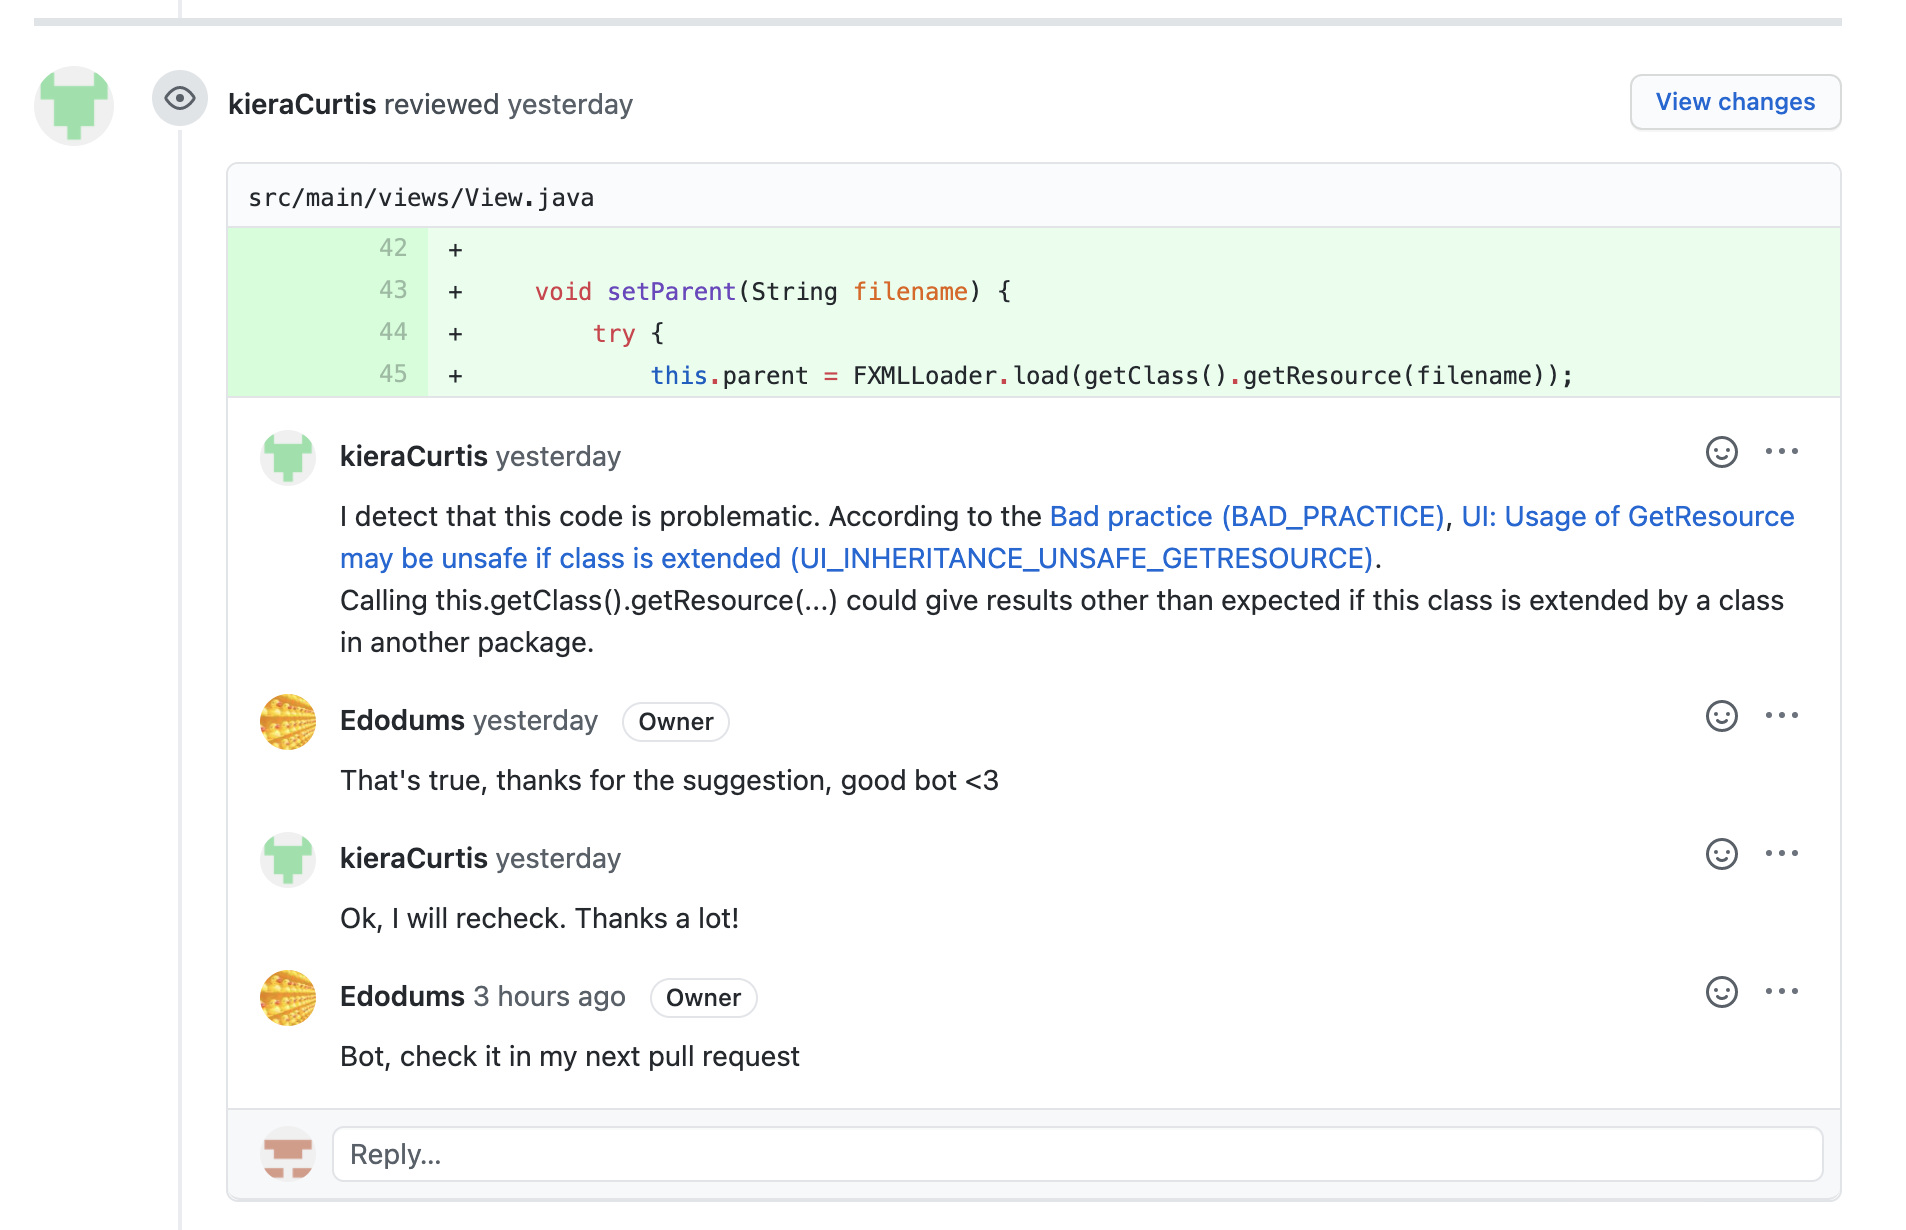 kieraCurtis reviewed yesterday
View changes
src/main/views/View.java
42 +
43 + void setParent(String filename) {
44 + try {
45 + this.parent = FXMLLoader.load(getClass().getResource(filename));
kieraCurtis yesterday
I detect that this code is problematic. According to the Bad practice (BAD_PRACTICE), UI: Usage of GetResource
may be unsafe if class is extended (UI_INHERITANCE_UNSAFE_GETRESOURCE).
Calling this.getClass().getResource(...) could give results other than expected if this class is extended by a class
in another package.
Edodums yesterday Owner
That's true, thanks for the suggestion, good bot <3
kieraCurtis yesterday
Ok, I will recheck. Thanks a lot!
Edodums 3 hours ago Owner
Bot, check it in my next pull request
Reply...